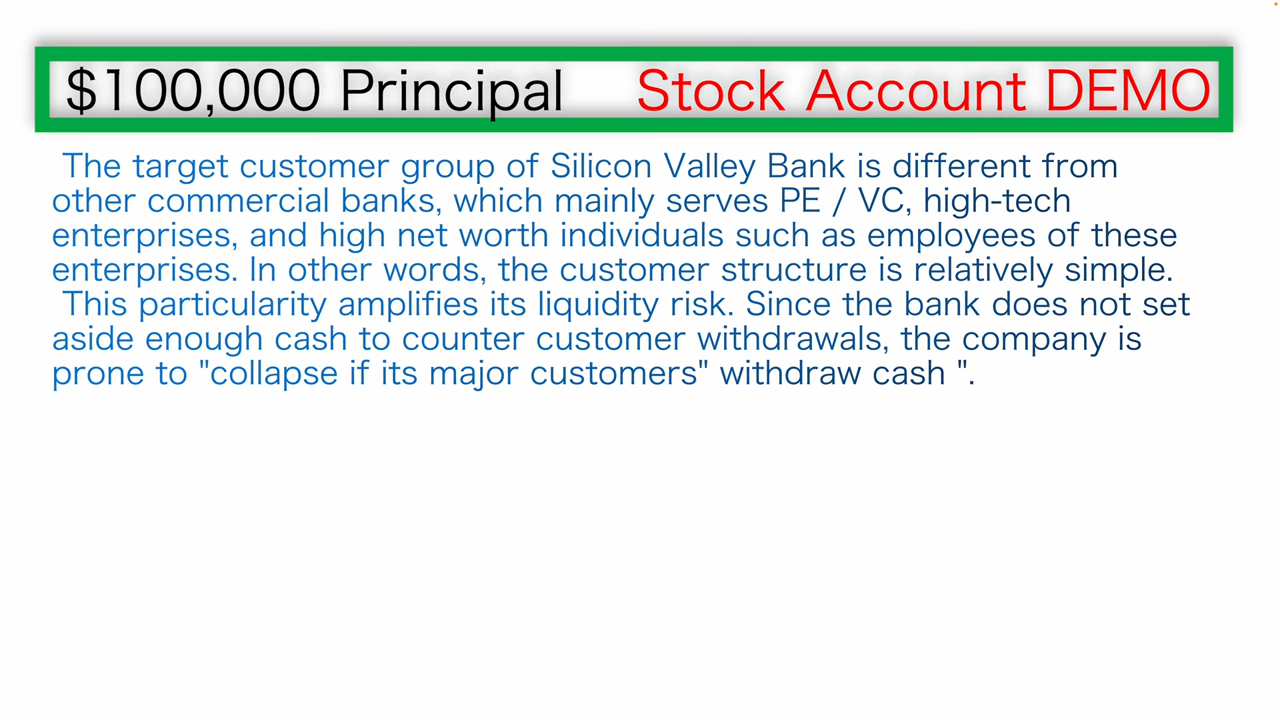 $100,000 Principal Stock Account DEMO
The target customer group of Silicon Valley Bank is different from
other commercial banks, which mainly serves PE / VC, high-tech
enterprises, and high net worth individuals such as employees of these
enterprises. In other words, the customer structure is relatively simple.
This particularity amplifies its liquidity risk. Since the bank does not set
aside enough cash to counter customer withdrawals, the company is
prone to "collapse if its major customers" withdraw cash ".